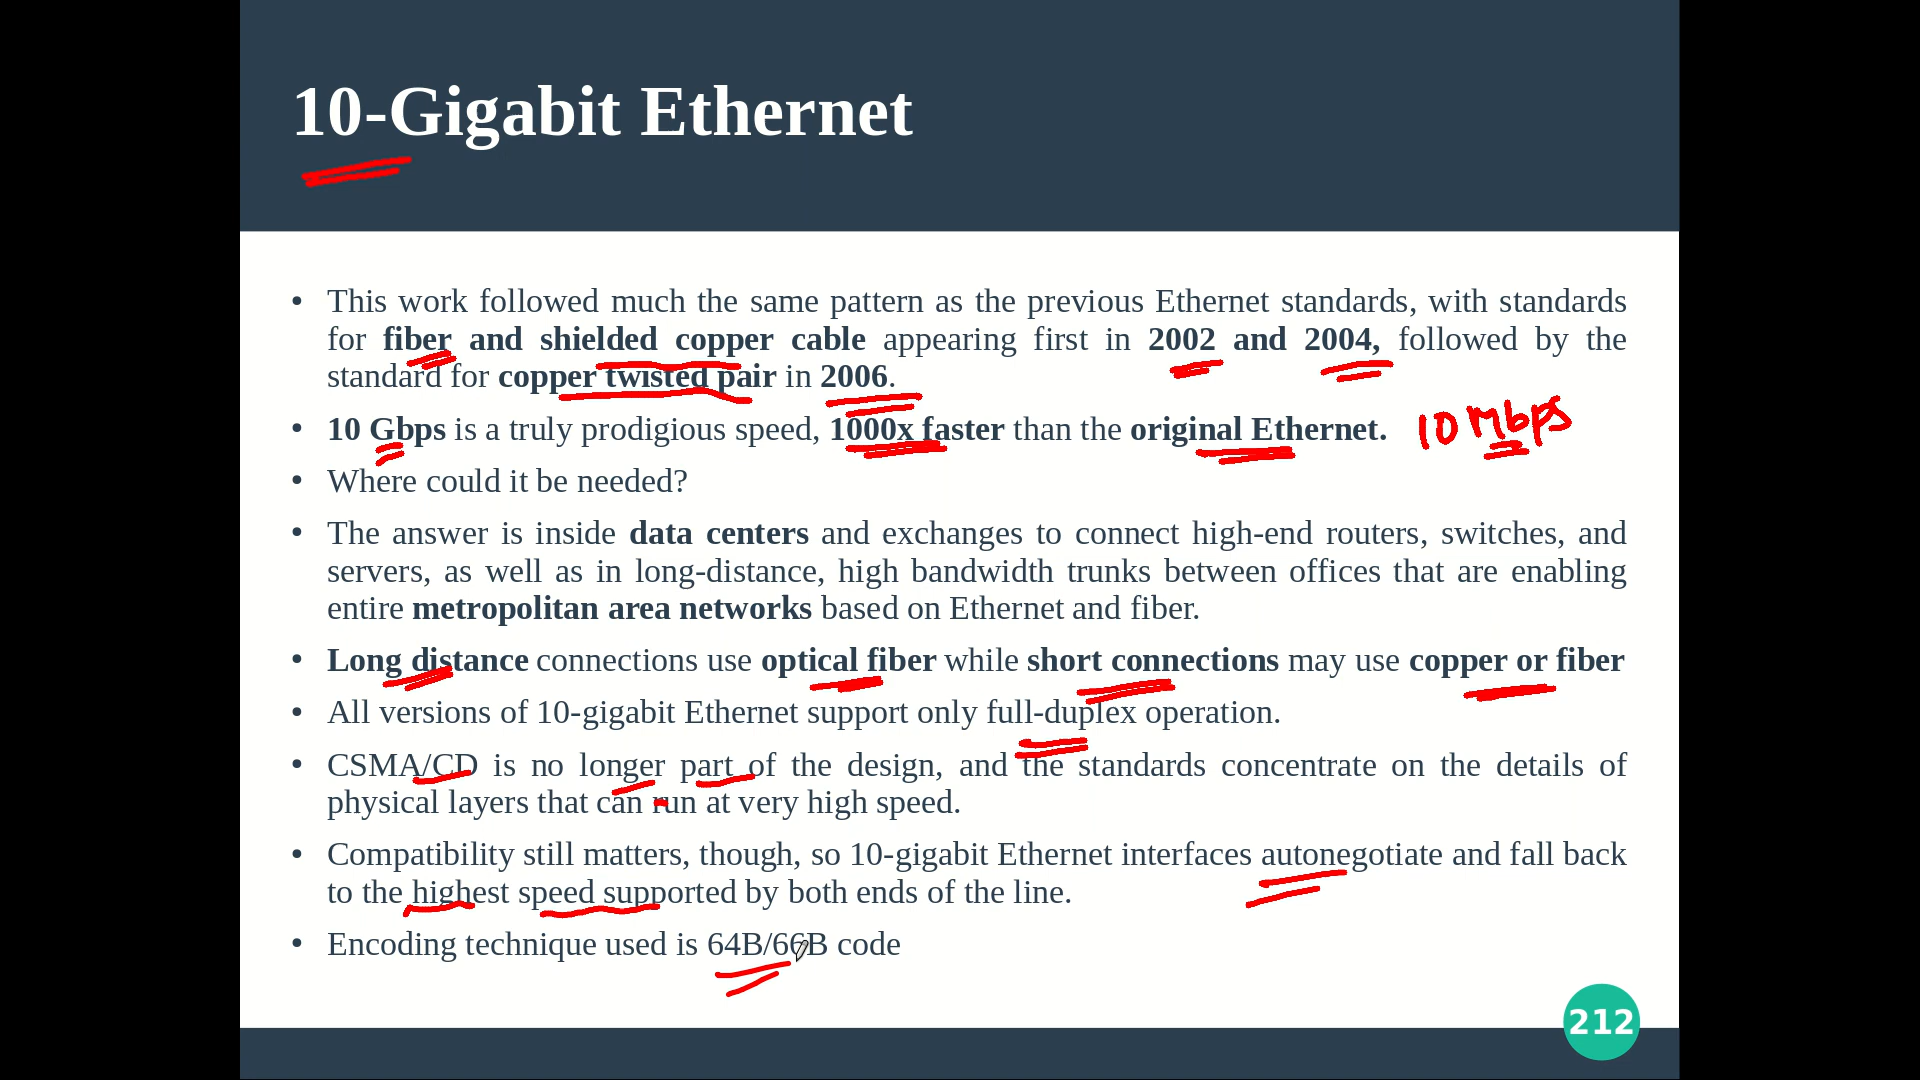 10-Gigabit Ethernet
• This work followed much the same pattern as the previous Ethernet standards, with standards
for fiber and shielded copper cable appearing first in 2002 and 2004, followed by the
standard for copper twisted pair in 2006.
• 10 Gbps is a truly prodigious speed, 1000x faster than the original Ethernet. 10 Mbps
• Where could it be needed?
• The answer is inside data centers and exchanges to connect high-end routers, switches, and
servers, as well as in long-distance, high bandwidth trunks between offices that are enabling
entire metropolitan area networks based on Ethernet and fiber.
• Long distance connections use optical fiber while short connections may use copper or fiber
• All versions of 10-gigabit Ethernet support only full-duplex operation.
• CSMA/CD is no longer part of the design, and the standards concentrate on the details of
physical layers that can run at very high speed.
• Compatibility still matters, though, so 10-gigabit Ethernet interfaces autonegotiate and fall back
to the highest speed supported by both ends of the line.
• Encoding technique used is 64B/66B code
212